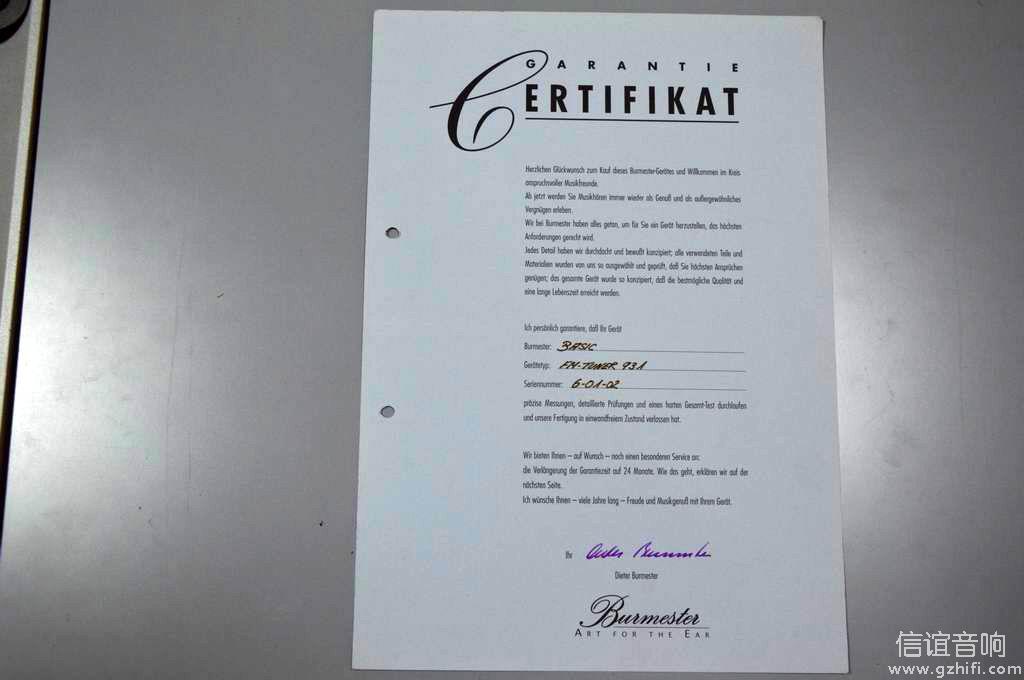 GARANTIE
CERTIFIKAT
Herzlichen Glückwunsch zum Kauf dieses Burmester-Gerätes und Willkommen im Kreis
anspruchsvoller Musikfreunde.
Ab jetzt werden Sie Musikhören immer wieder als Genuß und als außergewöhnliches
Vergnügen erleben.
Wir bei Burmester haben alles getan, um für Sie ein Gerät herzustellen, das höchsten
Anforderungen gerecht wird.
Jedes Detail haben wir durchdacht und bewußt konzipiert; alle verwendeten Teile und
Materialien wurden von uns so ausgewählt und geprüft, daß Sie höchsten Ansprüchen
genügen; das gesamte Gerät wurde so konzipiert, daß die bestmögliche Qualität und
eine lange Lebenszeit erreicht werden.
Ich persönlich garantiere, daß Ihr Gerät
Burmester: BASIC
Gerätetyp: FM-TUNER 931
Seriennummer: 6-01-02
präzise Messungen, detaillierte Prüfungen und einen harten Gesamt-Test durchlaufen
und unsere Fertigung in einwandfreiem Zustand verlassen hat.
Wir bieten Ihnen – auf Wunsch – noch einen besonderen Service an:
die Verlängerung der Garantiezeit auf 24 Monate. Wie das geht, erklären wir auf der
nächsten Seite.
Ich wünsche Ihnen – viele Jahre lang – Freude und Musikgenuß mit Ihrem Gerät.
Ihr
Dieter Burmester
Burmester
ART FOR THE EAR
信谊音响
www.gzhifi.com